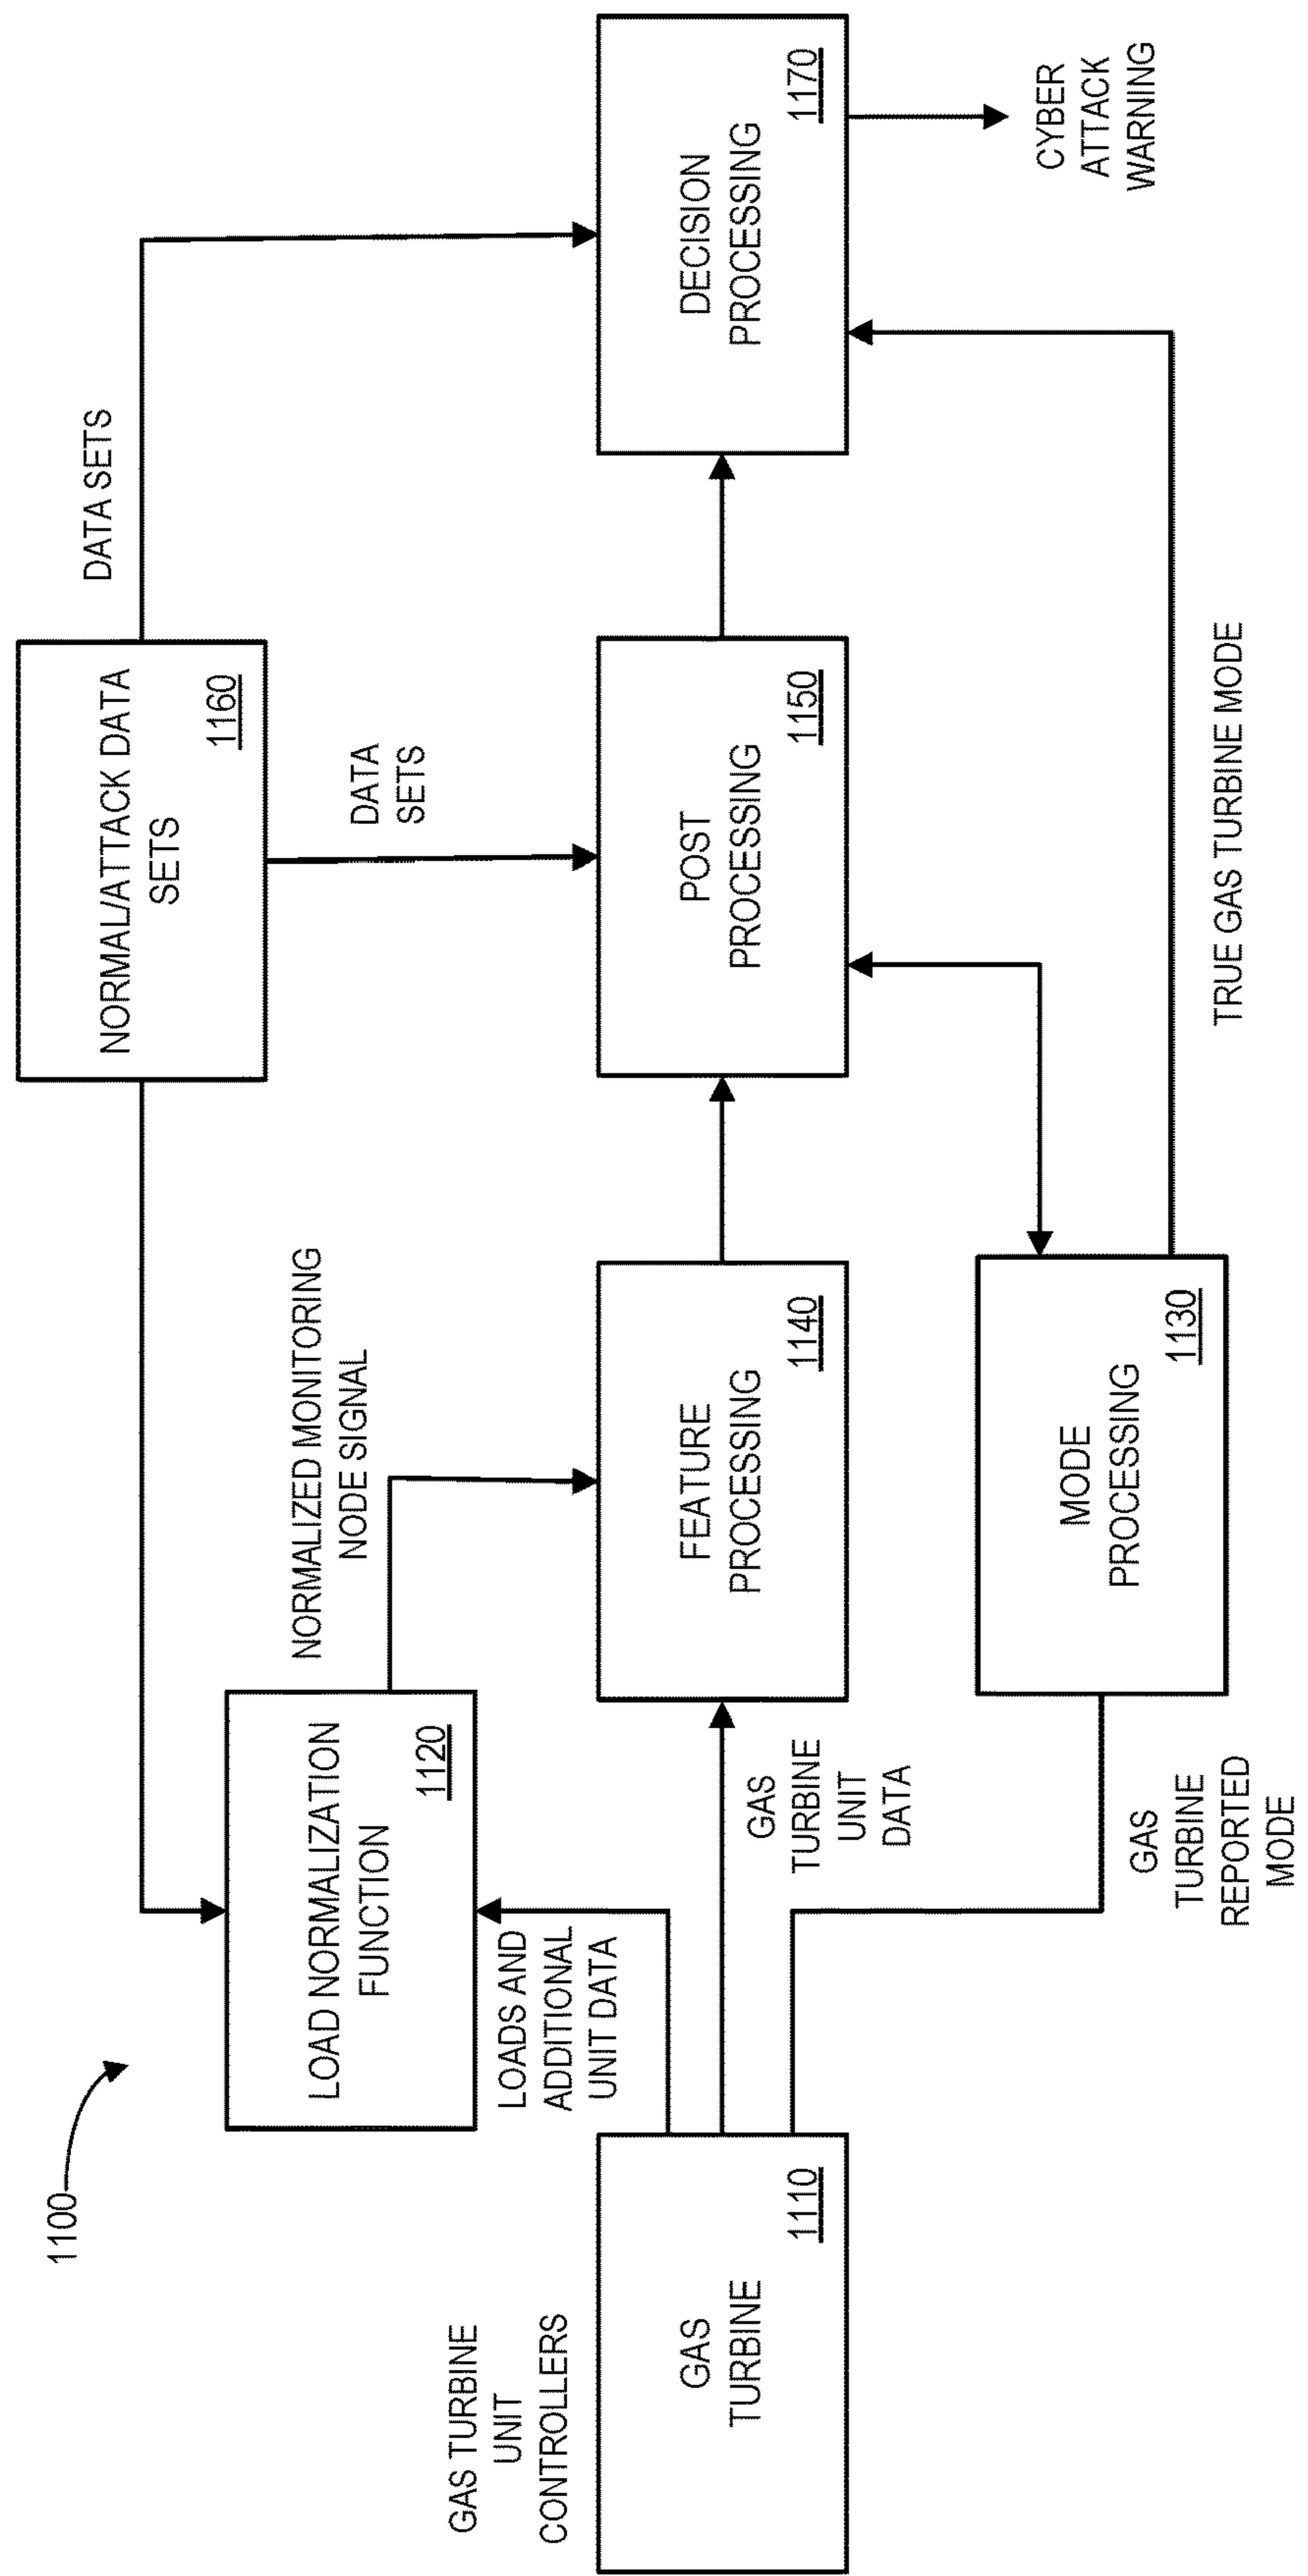 1100
NORMAL/ATTACK DATA
SETS
1160
DATA SETS
DATA
SETS
LOAD NORMALIZATION
FUNCTION
1120
NORMALIZED MONITORING
NODE SIGNAL
LOADS AND
ADDITIONAL
UNIT DATA
GAS TURBINE
UNIT
CONTROLLERS
GAS
TURBINE
1110
GAS
TURBINE
UNIT
DATA
FEATURE
PROCESSING
1140
POST
PROCESSING
1150
DECISION
PROCESSING
1170
CYBER
ATTACK
WARNING
GAS
TURBINE
REPORTED
MODE
MODE
PROCESSING
1130
TRUE GAS TURBINE MODE